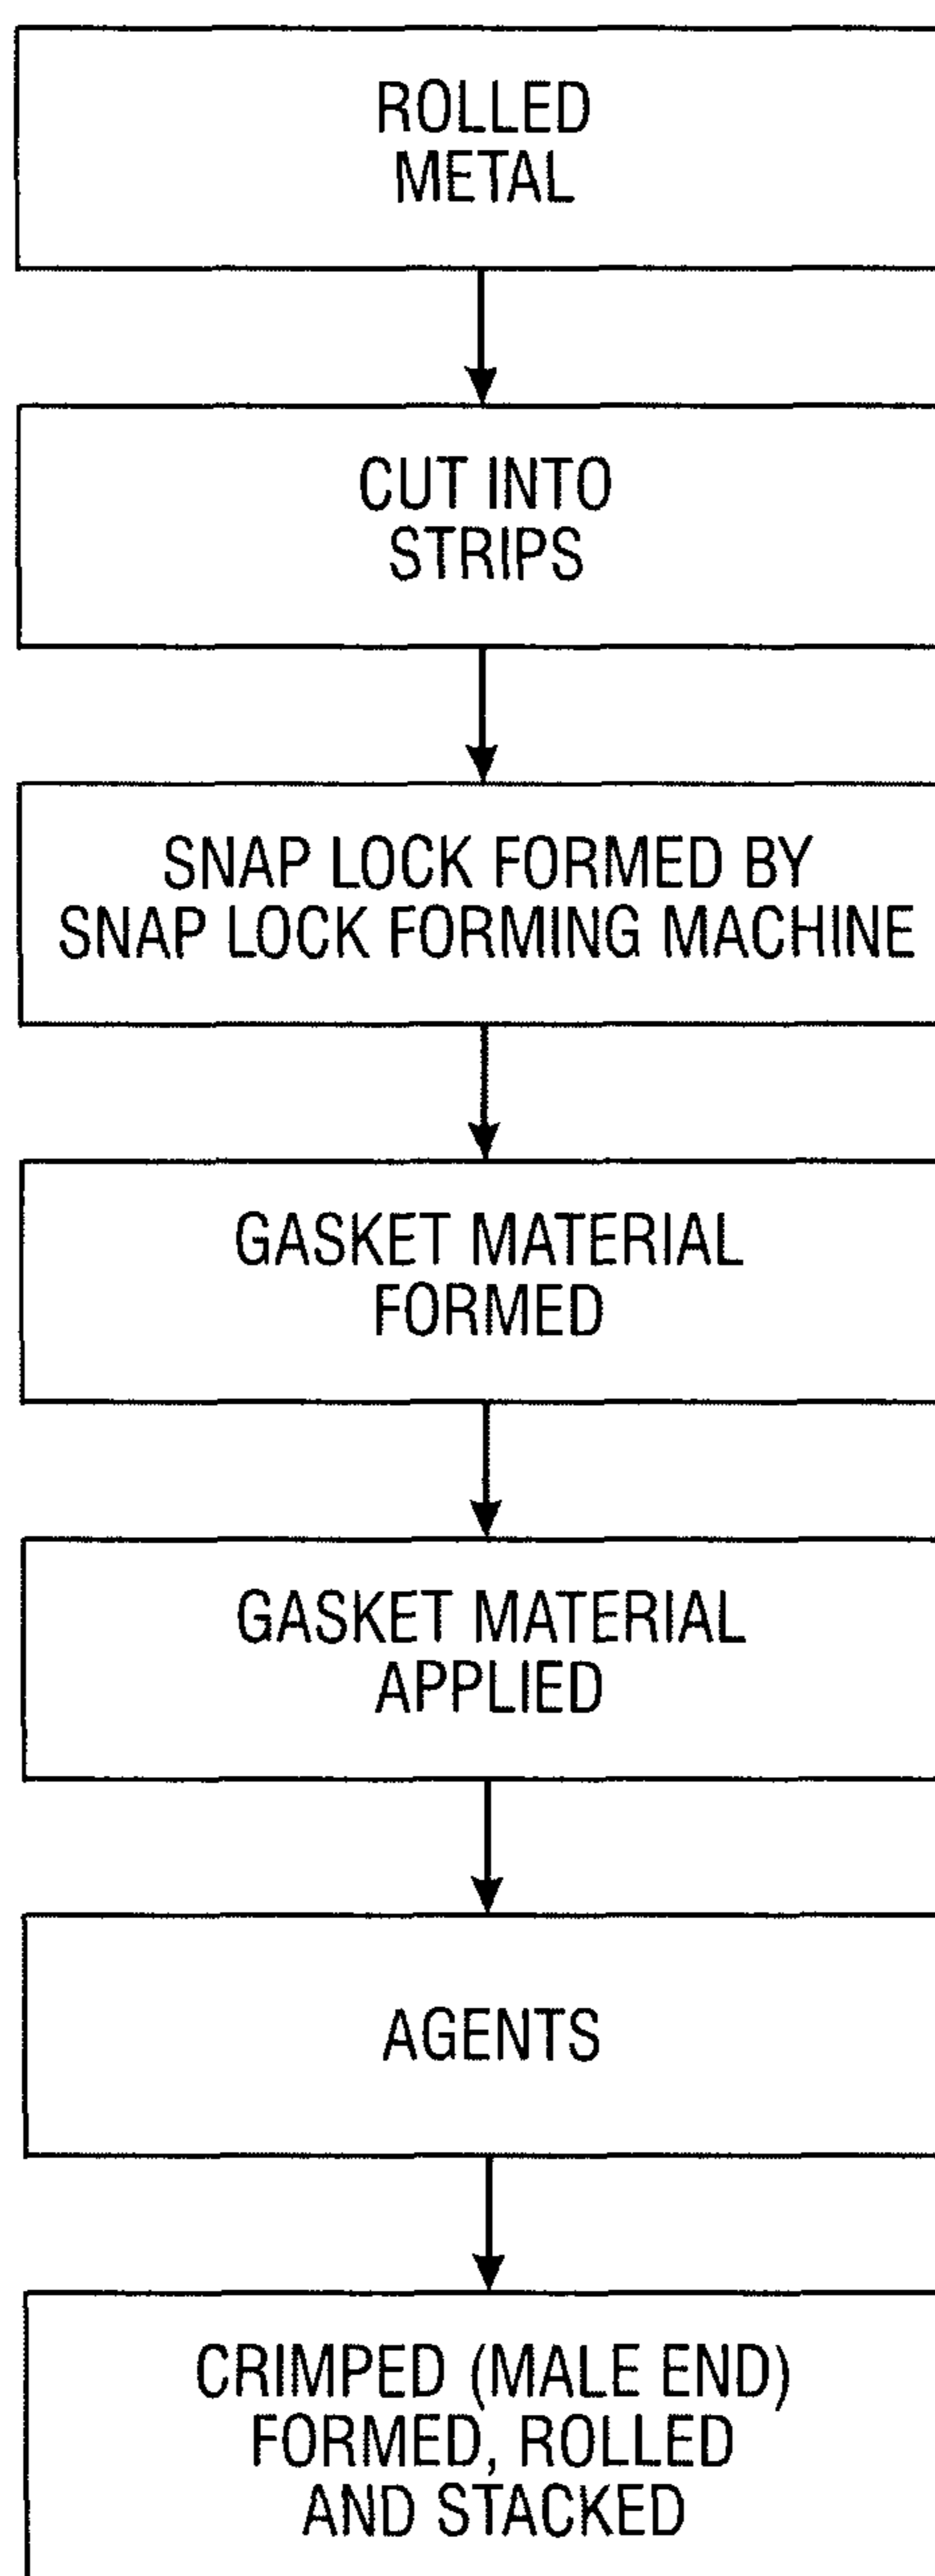 ROLLED
METAL
CUT INTO
STRIPS
SNAP LOCK FORMED BY
SNAP LOCK FORMING MACHINE
GASKET MATERIAL
FORMED
GASKET MATERIAL
APPLIED
AGENTS
CRIMPED (MALE END)
FORMED, ROLLED
AND STACKED